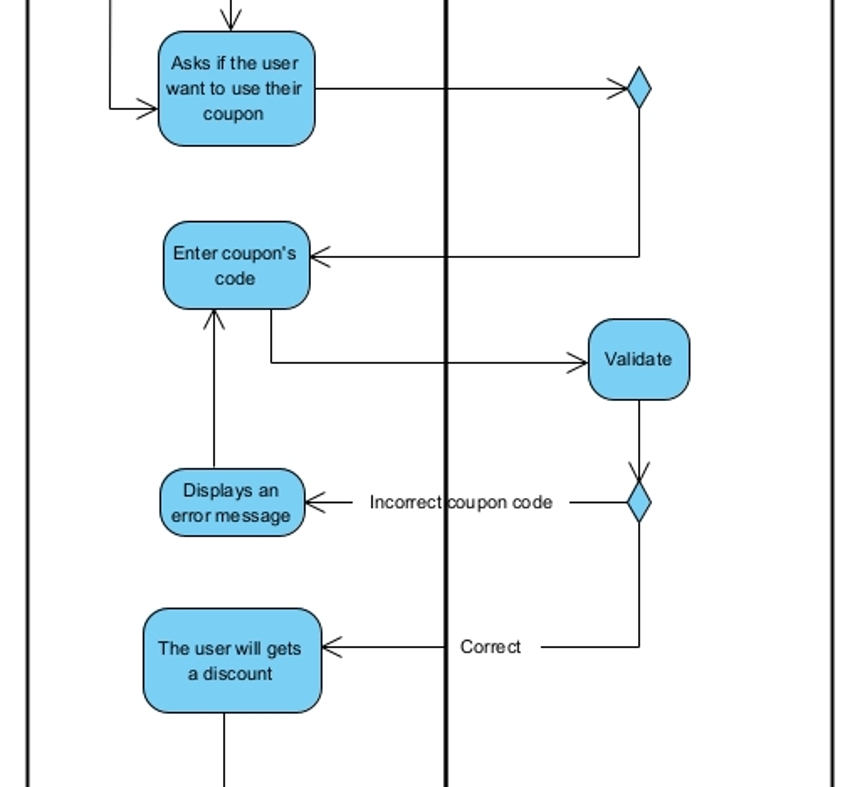 Asks if the user
want to use their
coupon
Enter coupon's
code
Validate
Displays an
error message
Incorrect coupon code
The user will gets
a discount
Correct